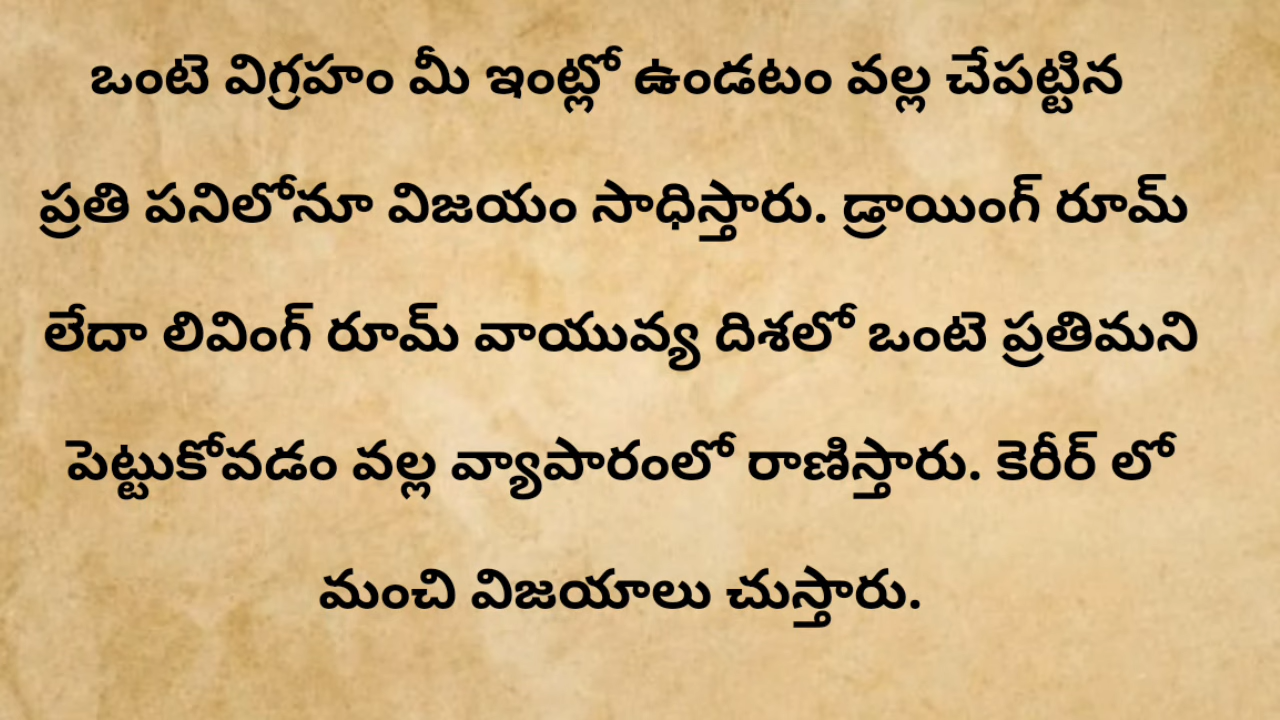 ఒంటె విగ్రహం మీ ఇంట్లో ఉండటం వల్ల చేపట్టిన
ప్రతి పనిలోనూ విజయం సాధిస్తారు. డ్రాయింగ్ రూమ్
లేదా లివింగ్ రూమ్ వాయువ్య దిశలో ఒంటె ప్రతిమని
పెట్టుకోవడం వల్ల వ్యాపారంలో రాణిస్తారు. కెరీర్ లో
మంచి విజయాలు చుస్తారు.